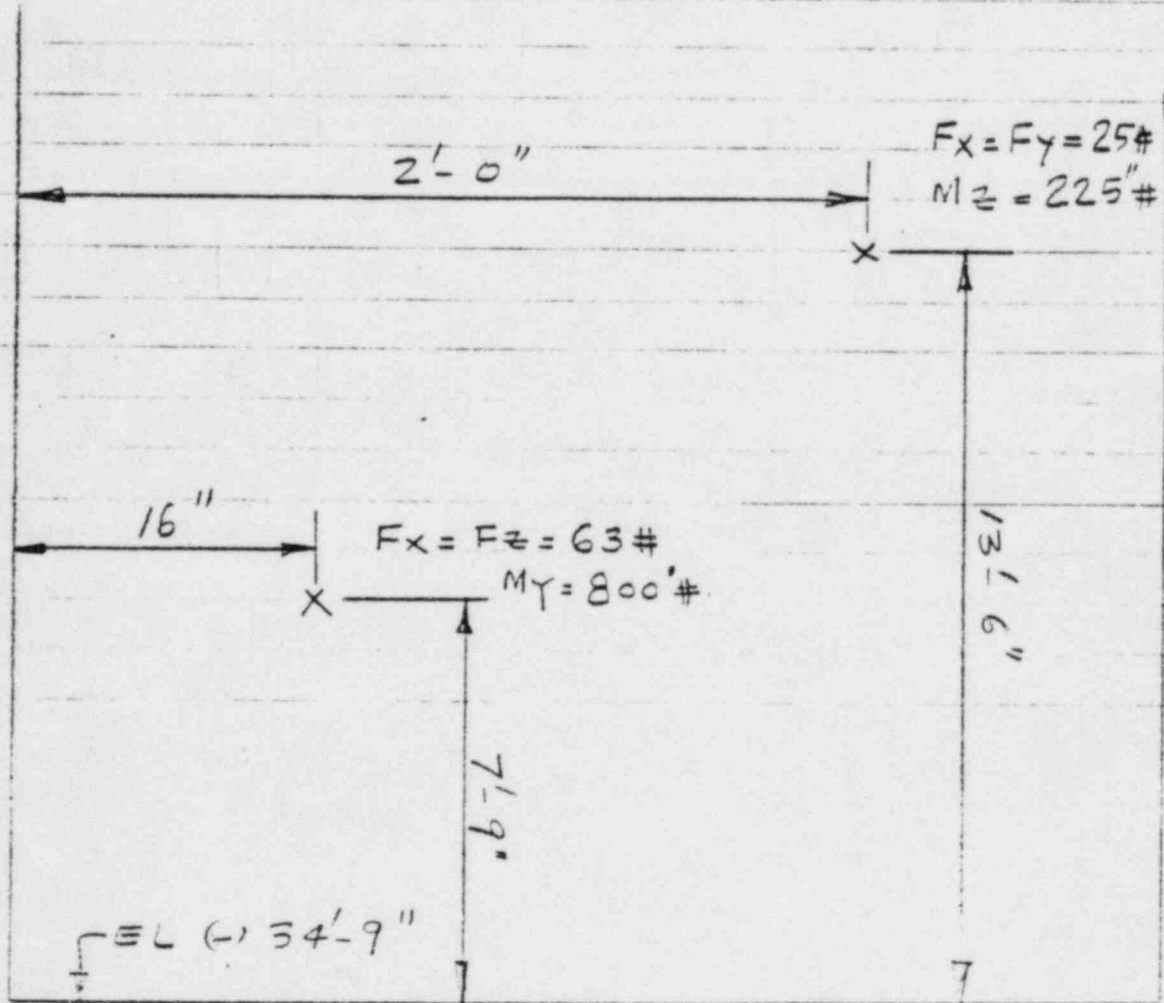 2'-0"
Fx = Fy = 25#
Mz = 225"#
16"
Fx = Fz = 63#
My = 800'#
13'-6"
7'-9"
EL (-) 34'-9"